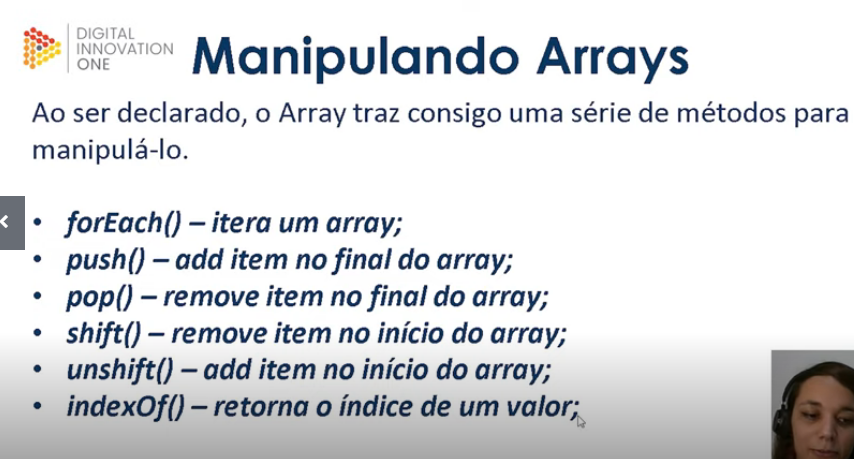 DIGITAL
INNOVATION
ONE
Manipulando Arrays
Ao ser declarado, o Array traz consigo uma série de métodos para
manipulá-lo.
• forEach() – itera um array;
• push() – add item no final do array;
• pop() – remove item no final do array;
• shift() – remove item no início do array;
• unshift() – add item no início do array;
• indexOf() – retorna o índice de um valor;